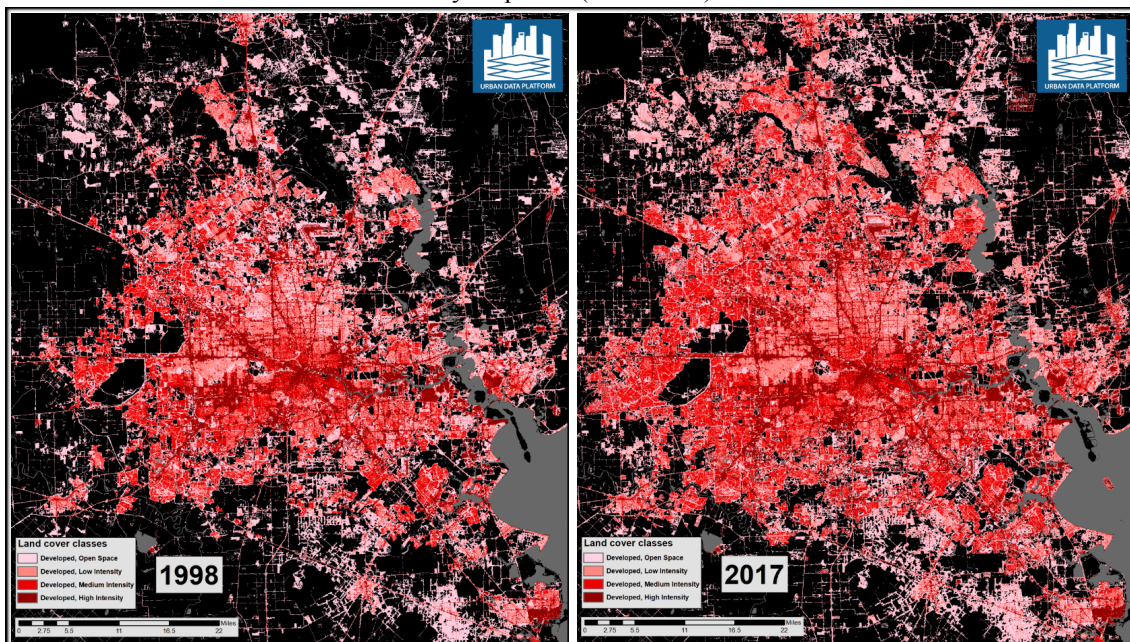 URBAN DATA PLATFORM
Land cover classes
Developed, Open Space
Developed, Low Intensity
Developed, Medium Intensity
Developed, High Intensity
1998
Miles
0 2.75 5.5 11 16.5 22
URBAN DATA PLATFORM
Land cover classes
Developed, Open Space
Developed, Low Intensity
Developed, Medium Intensity
Developed, High Intensity
2017
Miles
0 2.75 5.5 11 16.5 22